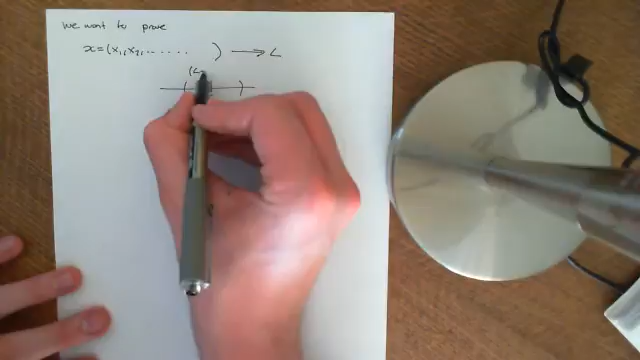 We want to prove
x=(x₁,x₂,....... ) → L
(L-
( )